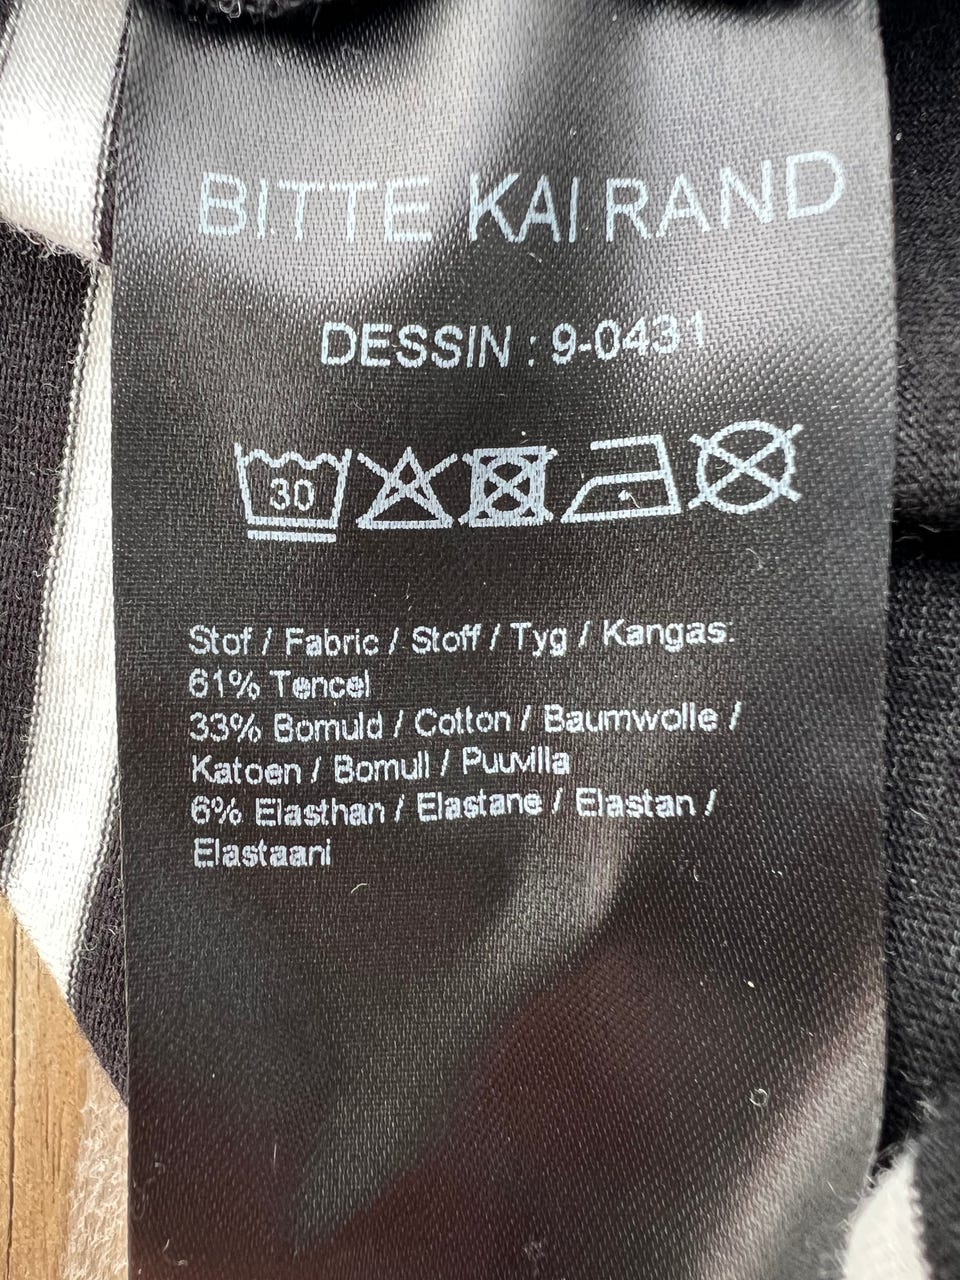 BITTE KAI RAND
DESSIN : 9-0431
30
Stof / Fabric / Stoff / Tyg / Kangas:
61% Tencel
33% Bomuld / Cotton / Baumwolle /
Katoen / Bomull / Puuvilla
6% Elasthan / Elastane / Elastan /
Elastaani